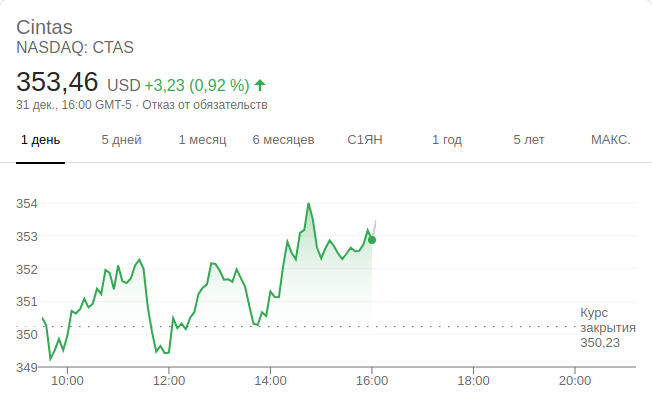 Cintas
NASDAQ: CTAS
353,46 USD +3,23 (0,92 %)
31 дек., 16:00 GMT-5 · Отказ от обязательств
1 день 5 дней 1 месяц 6 месяцев С1ЯН 1 год 5 лет МАКС.
354
353
352
351
350
349
Курс
закрытия
350,23
10:00 12:00 14:00 16:00 18:00 20:00